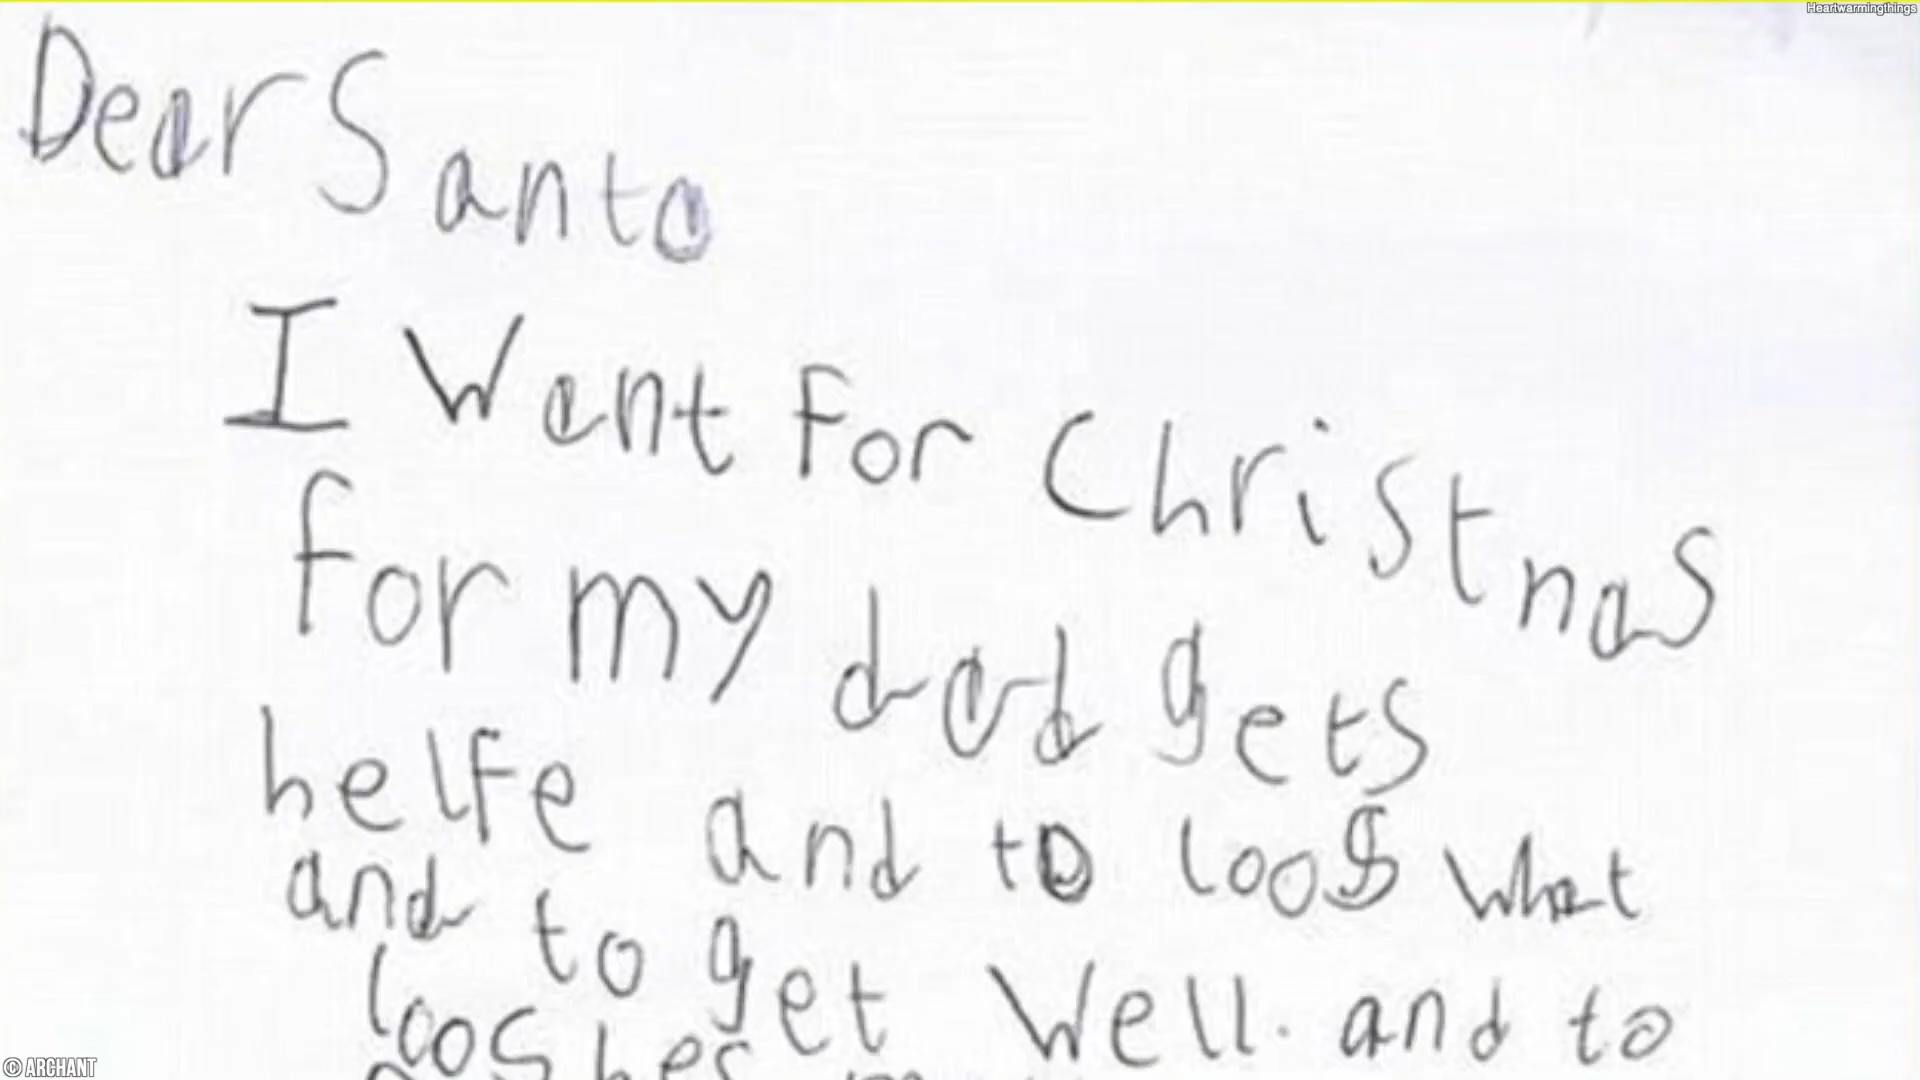 Heartwarmingthings
Dear Santa
I Want for Christnas
for my dad gets
helfe and to loos what
and to get Well. and to
loos hes
© ARCHANT